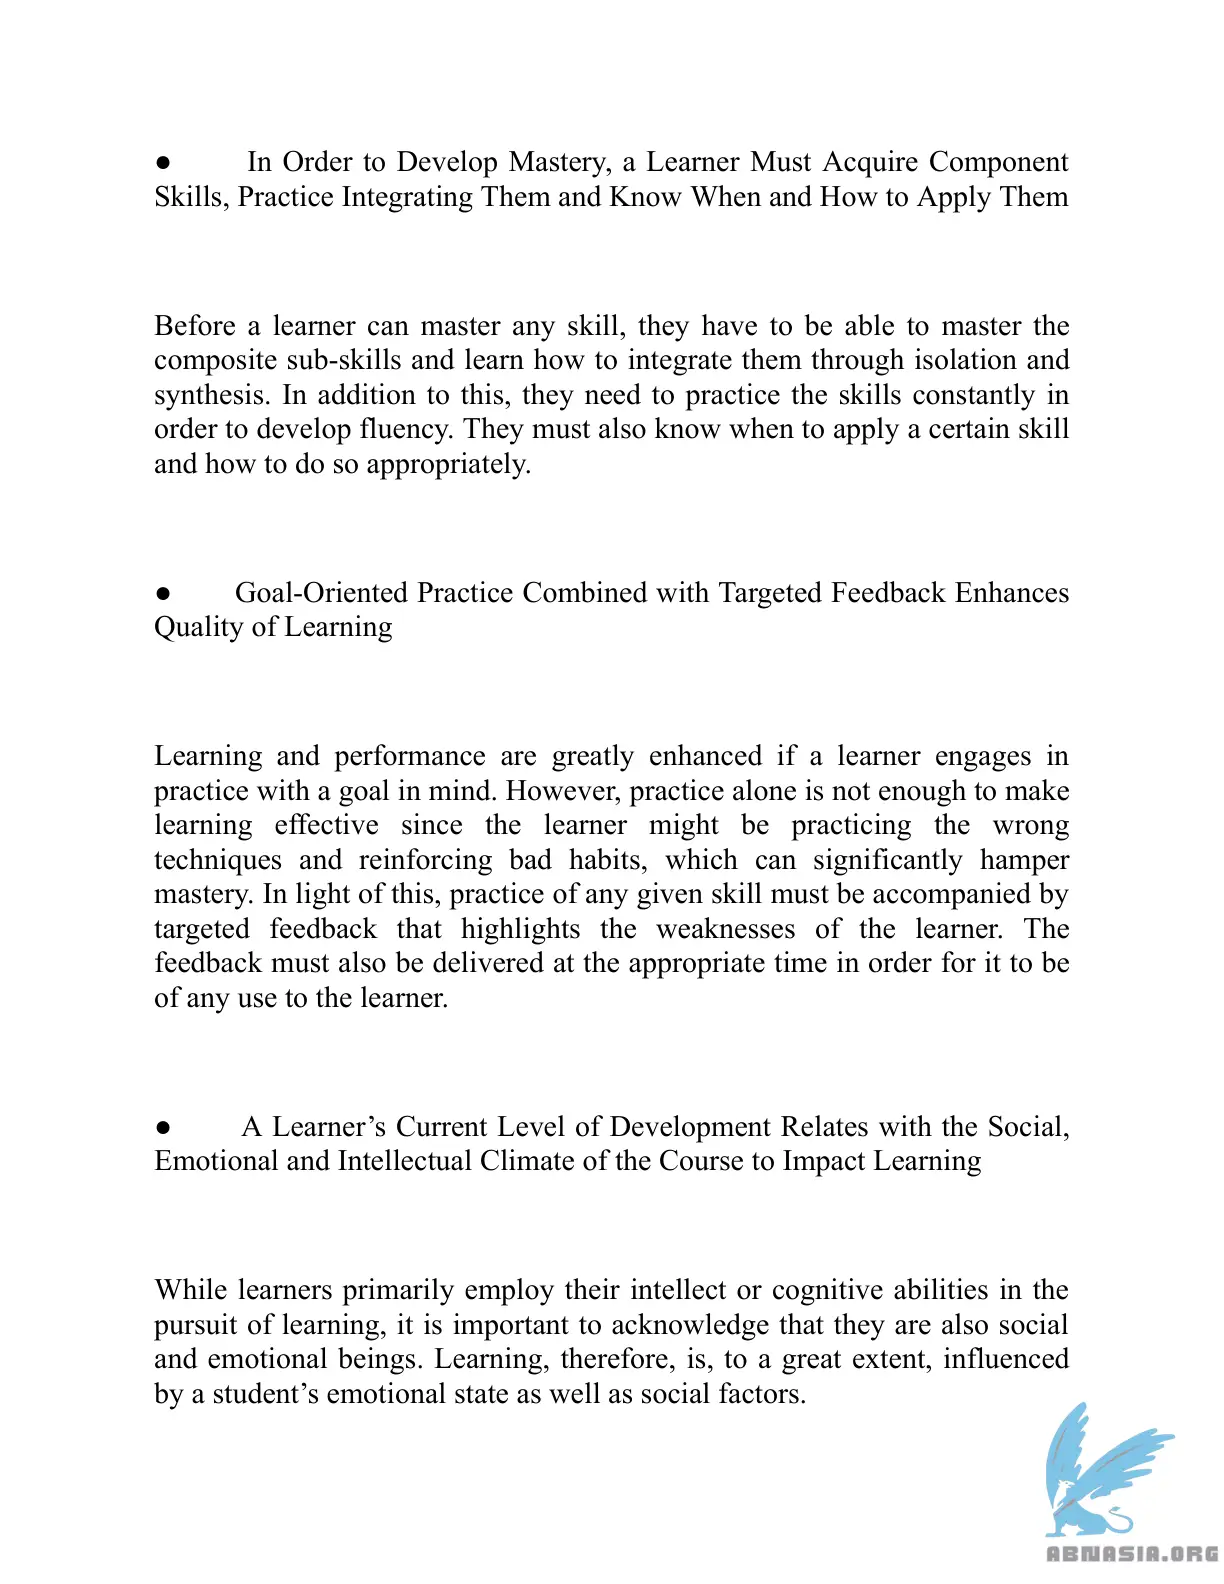 ● In Order to Develop Mastery, a Learner Must Acquire Component
Skills, Practice Integrating Them and Know When and How to Apply Them
Before a learner can master any skill, they have to be able to master the
composite sub-skills and learn how to integrate them through isolation and
synthesis. In addition to this, they need to practice the skills constantly in
order to develop fluency. They must also know when to apply a certain skill
and how to do so appropriately.
● Goal-Oriented Practice Combined with Targeted Feedback Enhances
Quality of Learning
Learning and performance are greatly enhanced if a learner engages in
practice with a goal in mind. However, practice alone is not enough to make
learning effective since the learner might be practicing the wrong
techniques and reinforcing bad habits, which can significantly hamper
mastery. In light of this, practice of any given skill must be accompanied by
targeted feedback that highlights the weaknesses of the learner. The
feedback must also be delivered at the appropriate time in order for it to be
of any use to the learner.
● A Learner’s Current Level of Development Relates with the Social,
Emotional and Intellectual Climate of the Course to Impact Learning
While learners primarily employ their intellect or cognitive abilities in the
pursuit of learning, it is important to acknowledge that they are also social
and emotional beings. Learning, therefore, is, to a great extent, influenced
by a student’s emotional state as well as social factors.
ABNASIA.ORG